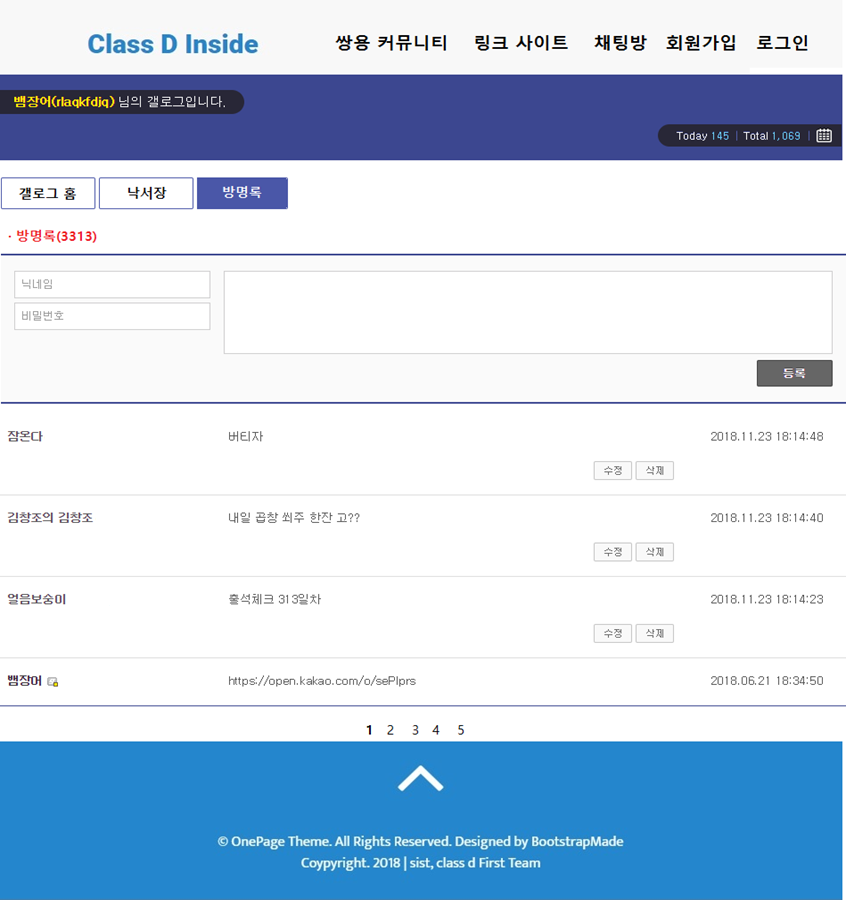 Class D Inside 쌍용 커뮤니티 링크 사이트 채팅방 회원가입 로그인
뱀장어(rlaqkfdjq) 님의 갤로그입니다.
Today 145 | Total 1,069 |
갤로그 홈 낙서장 방명록
· 방명록(3313)
닉네임
비밀번호
등록
잠온다 버티자 2018.11.23 18:14:48
수정 삭제
김창조의 김창조 내일 곱창 쐬주 한잔 고?? 2018.11.23 18:14:40
수정 삭제
얼음보숭이 출석체크 313일차 2018.11.23 18:14:23
수정 삭제
뱀장어 https://open.kakao.com/o/sePlprs 2018.06.21 18:34:50
1 2 3 4 5
© OnePage Theme. All Rights Reserved. Designed by BootstrapMade
Coypyright. 2018 | sist, class d First Team